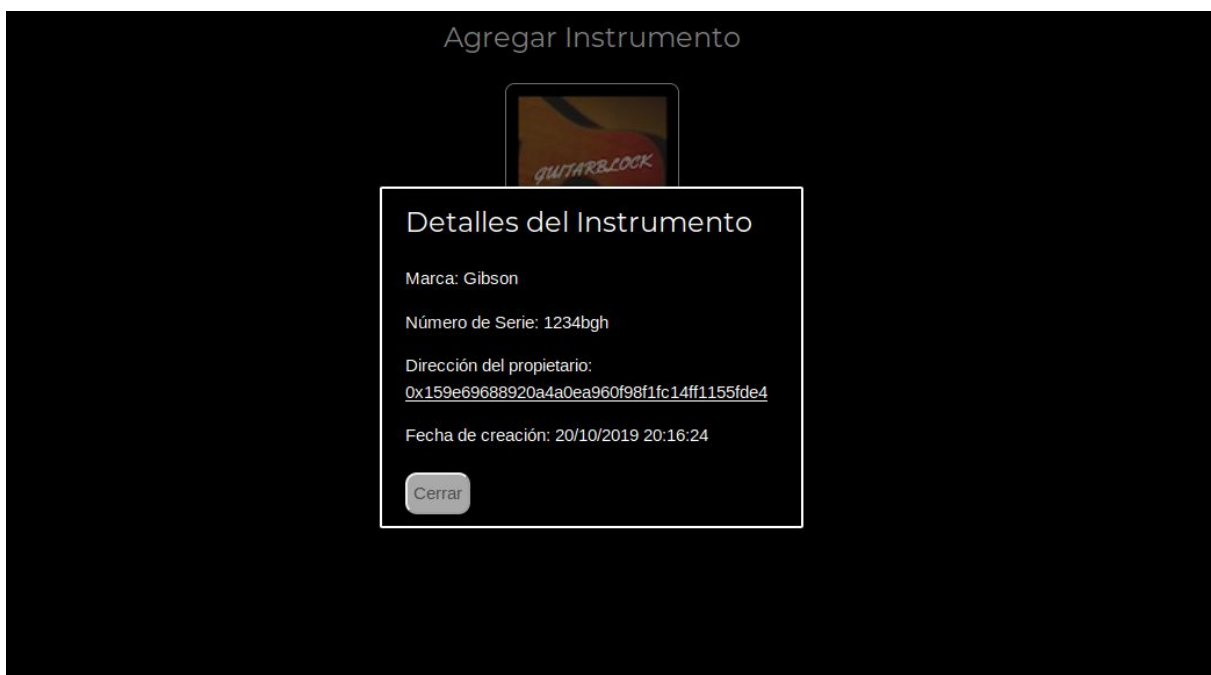 Agregar Instrumento
GUITARBLOCK
Detalles del Instrumento
Marca: Gibson
Número de Serie: 1234bgh
Dirección del propietario:
0x159e69688920a4a0ea960f98f1fc14ff1155fde4
Fecha de creación: 20/10/2019 20:16:24
Cerrar